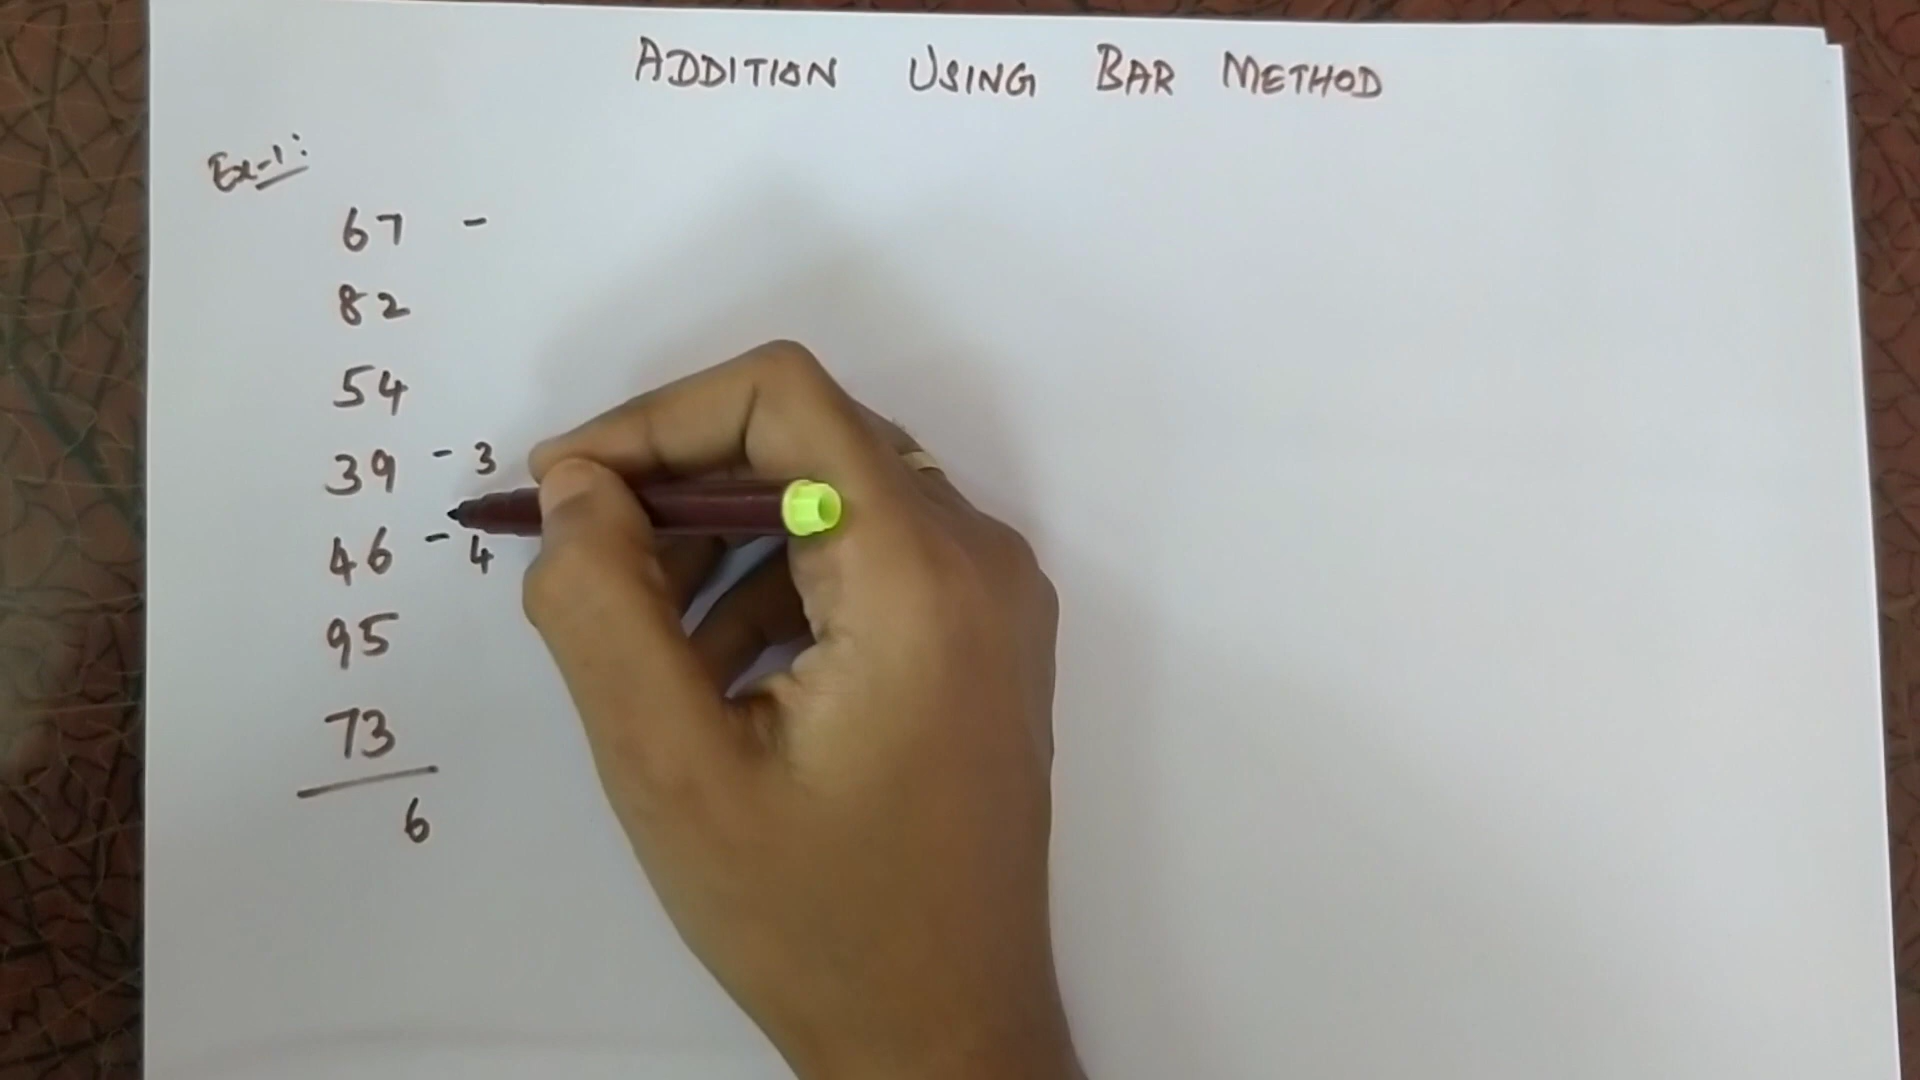 ADDITION USING BAR METHOD
Ex-1:
67 -
82
54
39 - 3
46 - 4
95
73
6